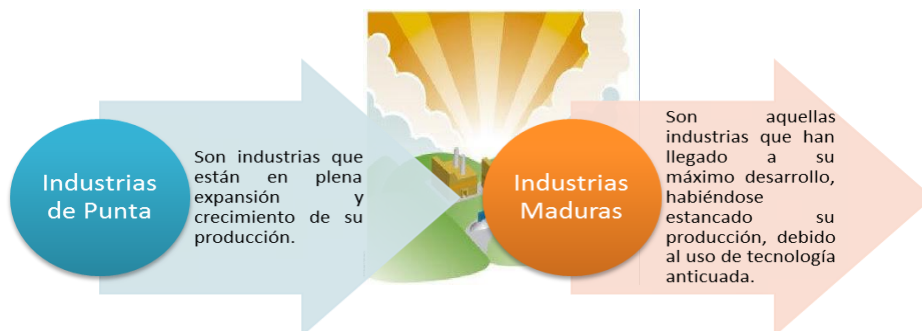 Industrias
de Punta
Son industrias que
están en plena
expansión y
crecimiento de su
producción.
Industrias
Maduras
Son aquellas
industrias que han
llegado a su
máximo desarrollo,
habiéndose
estancado su
producción, debido
al uso de tecnología
anticuada.